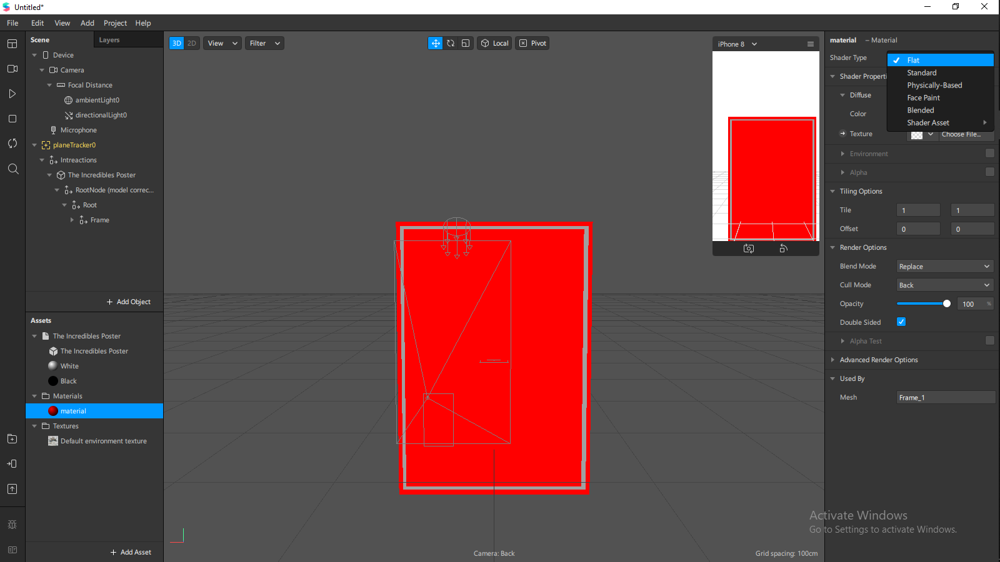 Untitled*
File Edit View Add Project Help
Scene Layers
Device
Camera
Focal Distance
ambientLight0
directionalLight0
Microphone
planeTracker0
Intreactions
The Incredibles Poster
RootNode (model correc...
Root
Frame
+ Add Object
Assets
The Incredibles Poster
The Incredibles Poster
White
Black
Materials
material
Textures
Default environment texture
+ Add Asset
3D 2D View Filter
Local Pivot
iPhone 8
Camera: Back
Grid spacing: 100cm
material – Material
Shader Type
Flat
Standard
Physically-Based
Face Paint
Blended
Shader Asset
Shader Properti
Diffuse
Color
Texture Choose File...
Environment
Alpha
Tiling Options
Tile 1 1
Offset 0 0
Render Options
Blend Mode Replace
Cull Mode Back
Opacity 100 %
Double Sided
Alpha Test
Advanced Render Options
Used By
Mesh Frame_1
Activate Windows
Go to Settings to activate Windows.